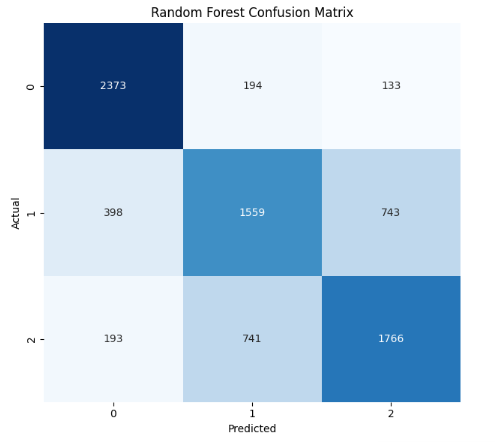 Random Forest Confusion Matrix
0 2373 194 133
1 398 1559 743
2 193 741 1766
0 1 2
Actual
Predicted